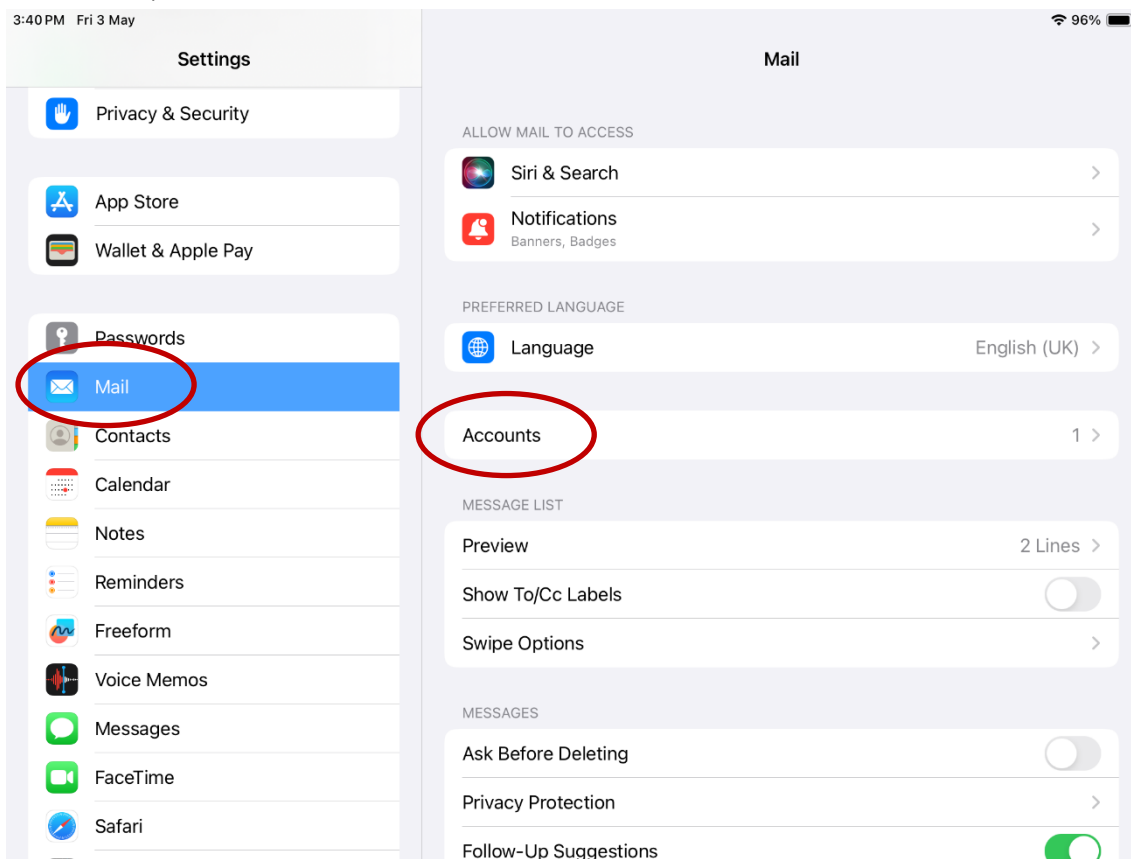 3:40 PM Fri 3 May
96%
Settings
Privacy & Security
App Store
Wallet & Apple Pay
Passwords
Mail
Contacts
Calendar
Notes
Reminders
Freeform
Voice Memos
Messages
FaceTime
Safari
Mail
ALLOW MAIL TO ACCESS
Siri & Search
Notifications
Banners, Badges
PREFERRED LANGUAGE
Language English (UK)
Accounts 1
MESSAGE LIST
Preview 2 Lines
Show To/Cc Labels
Swipe Options
MESSAGES
Ask Before Deleting
Privacy Protection
Follow-Up Suggestions